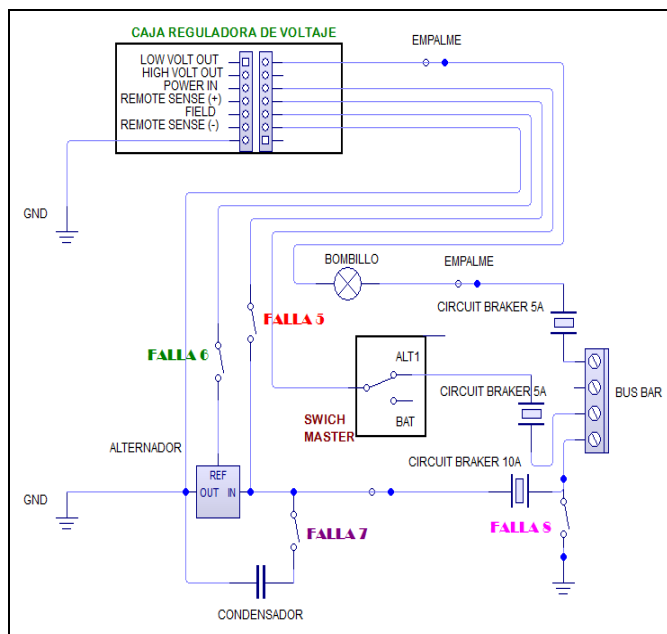 CAJA REGULADORA DE VOLTAJE
EMPALME
LOW VOLT OUT
HIGH VOLT OUT
POWER IN
REMOTE SENSE (+)
FIELD
REMOTE SENSE (-)
GND
BOMBILLO
EMPALME
CIRCUIT BRAKER 5A
FALLA 5
FALLA 6
ALT1
CIRCUIT BRAKER 5A
BUS BAR
SWICH
MASTER
BAT
ALTERNADOR
CIRCUIT BRAKER 10A
REF
OUT IN
GND
FALLA 7
FALLA 8
CONDENSADOR